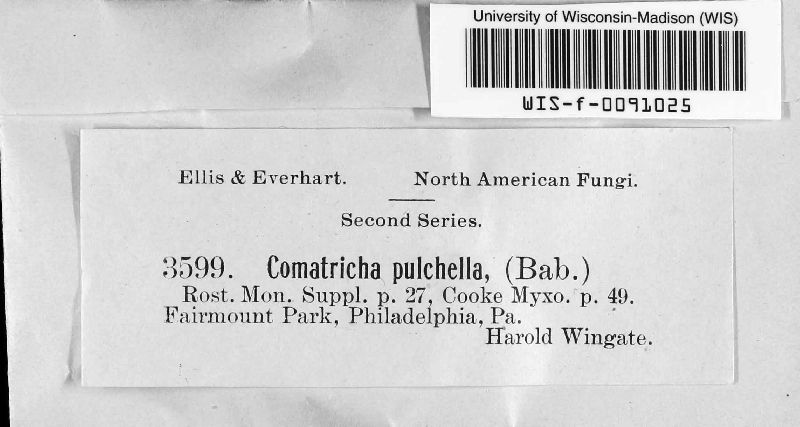 University of Wisconsin-Madison (WIS)
WIS-f-0091025
Ellis & Everhart. North American Fungi.
Second Series.
3599. Comatricha pulchella, (Bab.)
Rost. Mon. Suppl. p. 27, Cooke Myxo. p. 49.
Fairmount Park, Philadelphia, Pa.
Harold Wingate.